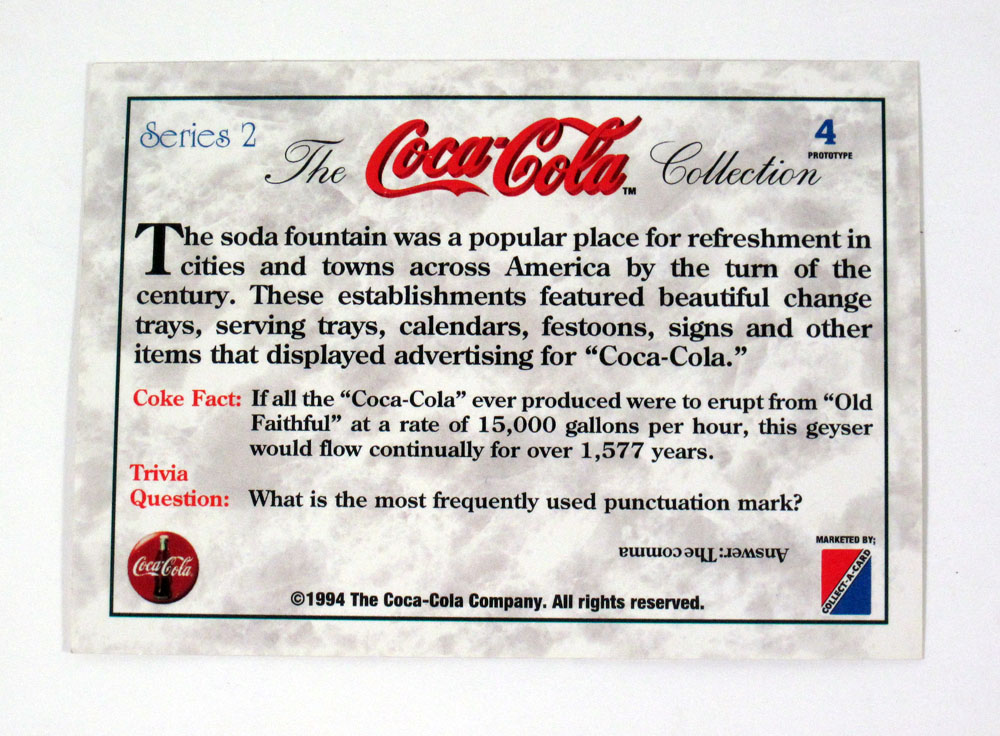 Series 2
The Coca-Cola™ Collection
4
PROTOTYPE
The soda fountain was a popular place for refreshment in
cities and towns across America by the turn of the
century. These establishments featured beautiful change
trays, serving trays, calendars, festoons, signs and other
items that displayed advertising for “Coca-Cola.”
Coke Fact: If all the “Coca-Cola” ever produced were to erupt from “Old
Faithful” at a rate of 15,000 gallons per hour, this geyser
would flow continually for over 1,577 years.
Trivia
Question: What is the most frequently used punctuation mark?
Answer: The comma
Coca-Cola
MARKETED BY;
COLLECT-A-CARD
©1994 The Coca-Cola Company. All rights reserved.